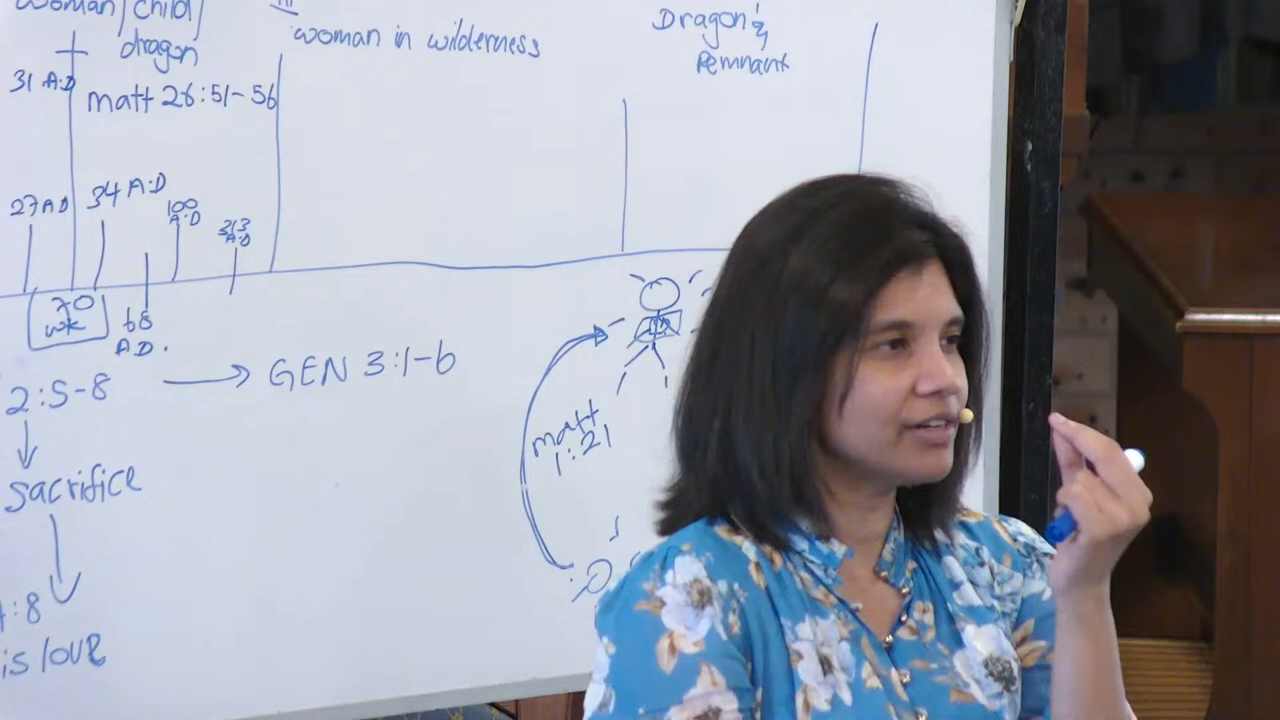 woman/child/
dragon
III
woman in wilderness
Dragon &
Remnant
31 A.D
matt 26:51-56
27 A.D
34 A.D
100
A.D
313
A.D
70
wk
68
A.D.
2:5-8
GEN 3:1-6
matt
1:21
sacrifice
:8
is love